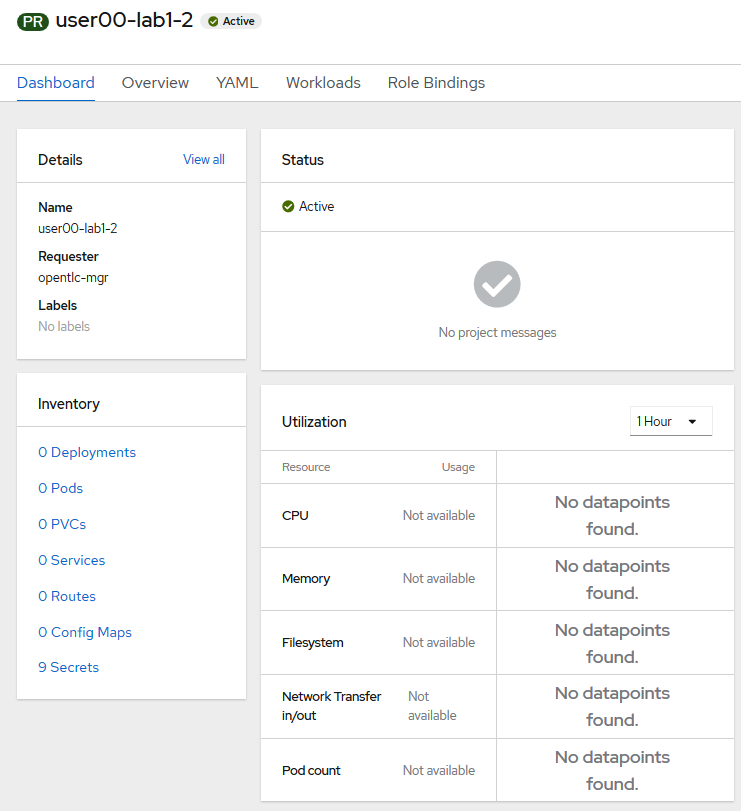 PR user00-lab1-2 Active
Dashboard Overview YAML Workloads Role Bindings
Details View all
Name
user00-lab1-2
Requester
opentlc-mgr
Labels
No labels
Status
Active
No project messages
Inventory
0 Deployments
0 Pods
0 PVCs
0 Services
0 Routes
0 Config Maps
9 Secrets
Utilization 1 Hour
Resource Usage
CPU Not available No datapoints
found.
Memory Not available No datapoints
found.
Filesystem Not available No datapoints
found.
Network Transfer Not No datapoints
in/out available found.
Pod count Not available No datapoints
found.